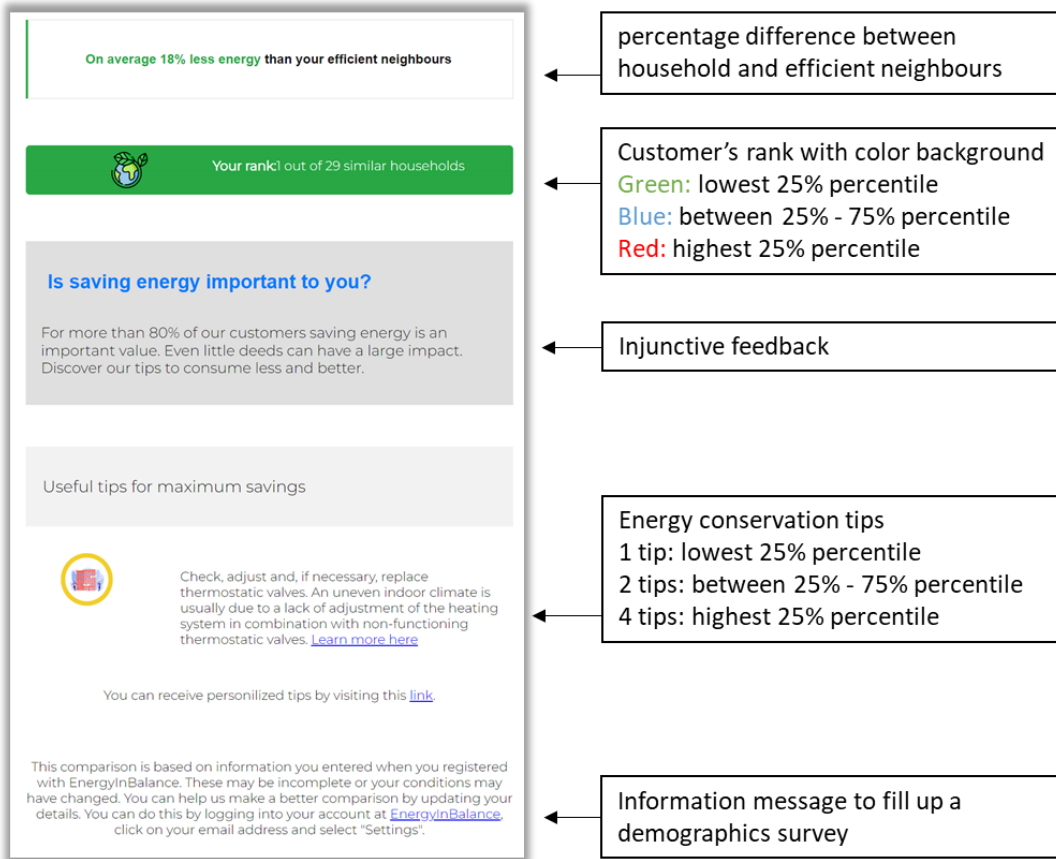 On average 18% less energy than your efficient neighbours
percentage difference between
household and efficient neighbours
Your rank:1 out of 29 similar households
Customer's rank with color background
Green: lowest 25% percentile
Blue: between 25% - 75% percentile
Red: highest 25% percentile
Is saving energy important to you?
For more than 80% of our customers saving energy is an
important value. Even little deeds can have a large impact.
Discover our tips to consume less and better.
Injunctive feedback
Useful tips for maximum savings
Check, adjust and, if necessary, replace
thermostatic valves. An uneven indoor climate is
usually due to a lack of adjustment of the heating
system in combination with non-functioning
thermostatic valves. Learn more here
Energy conservation tips
1 tip: lowest 25% percentile
2 tips: between 25% - 75% percentile
4 tips: highest 25% percentile
You can receive personilized tips by visiting this link.
This comparison is based on information you entered when you registered
with EnergyInBalance. These may be incomplete or your conditions may
have changed. You can help us make a better comparison by updating your
details. You can do this by logging into your account at EnergyInBalance,
click on your email address and select "Settings".
Information message to fill up a
demographics survey